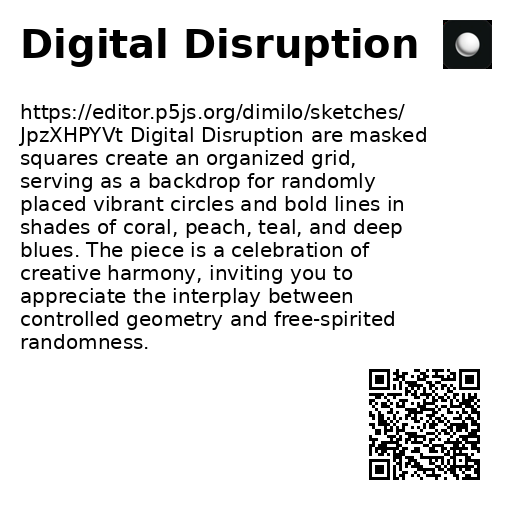 Digital Disruption
https://editor.p5js.org/dimilo/sketches/
JpzXHPYVt Digital Disruption are masked
squares create an organized grid,
serving as a backdrop for randomly
placed vibrant circles and bold lines in
shades of coral, peach, teal, and deep
blues. The piece is a celebration of
creative harmony, inviting you to
appreciate the interplay between
controlled geometry and free-spirited
randomness.